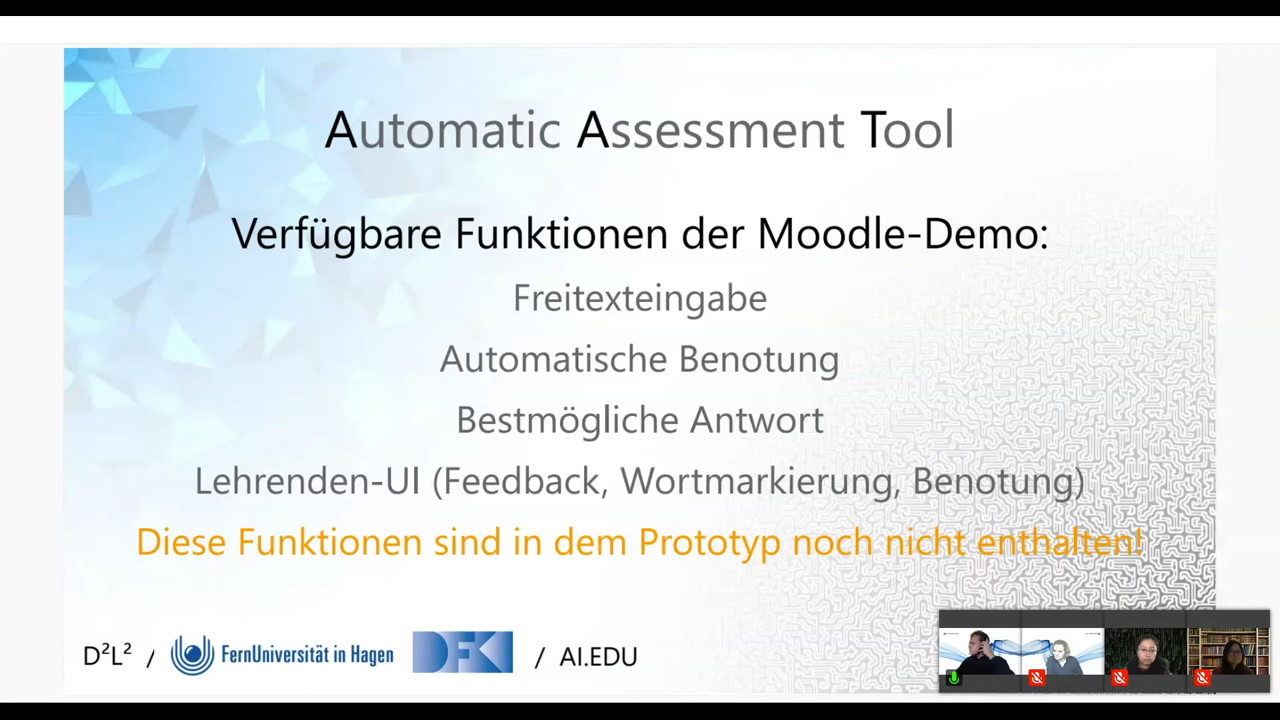 Automatic Assessment Tool
Verfügbare Funktionen der Moodle-Demo:
Freitexteingabe
Automatische Benotung
Bestmögliche Antwort
Lehrenden-UI (Feedback, Wortmarkierung, Benotung)
Diese Funktionen sind in dem Prototyp noch nicht enthalten!
D²L² / FernUniversität in Hagen DFKI / AI.EDU